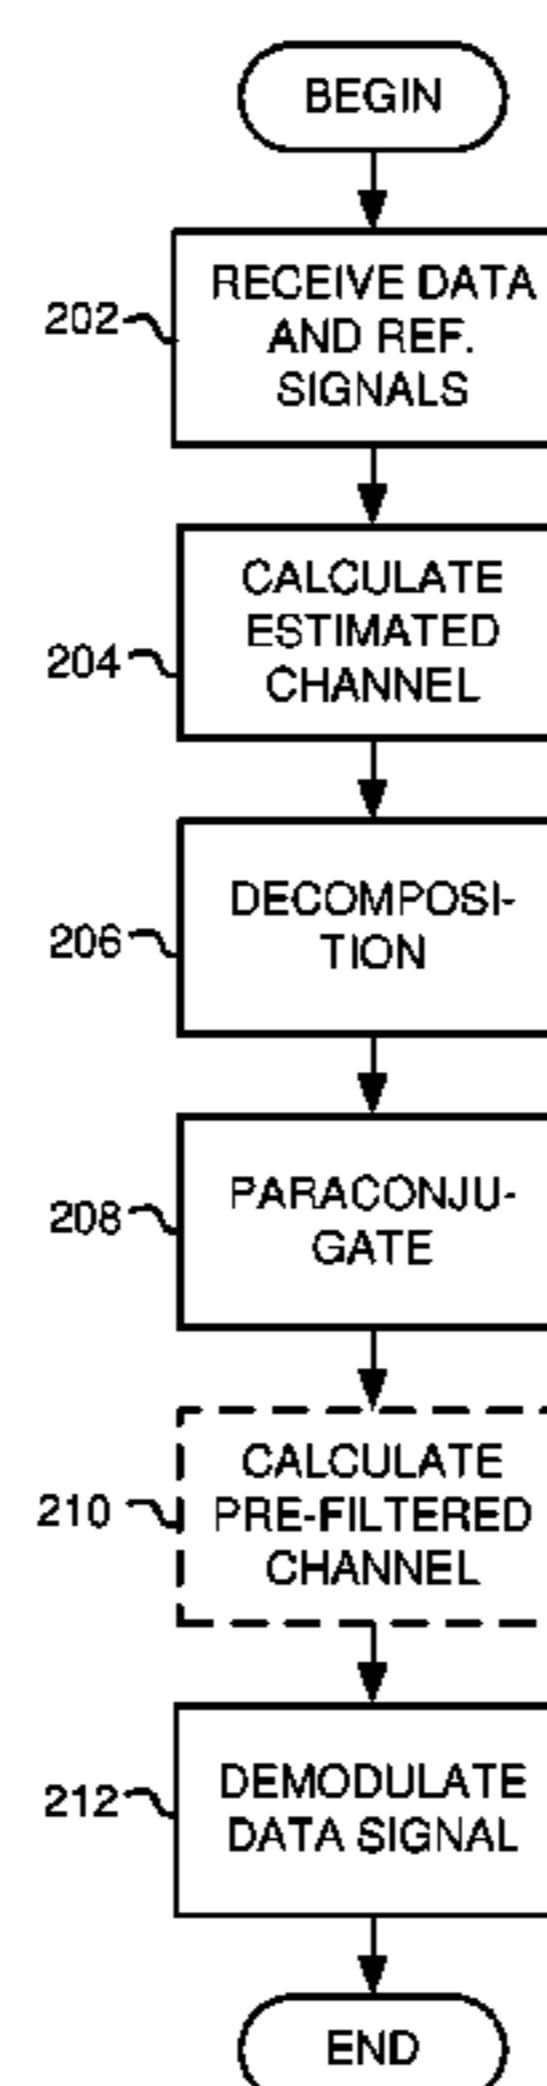 BEGIN
202
RECEIVE DATA
AND REF.
SIGNALS
204
CALCULATE
ESTIMATED
CHANNEL
206
DECOMPOSI-
TION
208
PARACONJU-
GATE
210
CALCULATE
PRE-FILTERED
CHANNEL
212
DEMODULATE
DATA SIGNAL
END